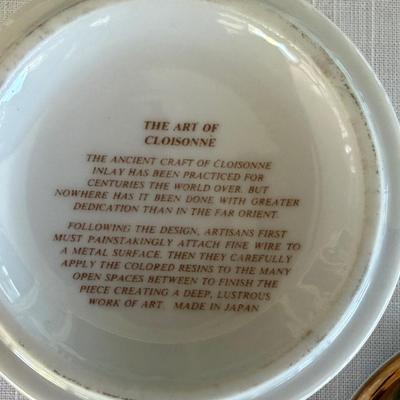 THE ART OF
CLOISONNE
THE ANCIENT CRAFT OF CLOISONNE
INLAY HAS BEEN PRACTICED FOR
CENTURIES THE WORLD OVER. BUT
NOWHERE HAS IT BEEN DONE WITH GREATER
DEDICATION THAN IN THE FAR ORIENT.
FOLLOWING THE DESIGN, ARTISANS FIRST
MUST PAINSTAKINGLY ATTACH FINE WIRE TO
A METAL SURFACE. THEN THEY CAREFULLY
APPLY THE COLORED RESINS TO THE MANY
OPEN SPACES BETWEEN TO FINISH THE
PIECE CREATING A DEEP, LUSTROUS
WORK OF ART. MADE IN JAPAN